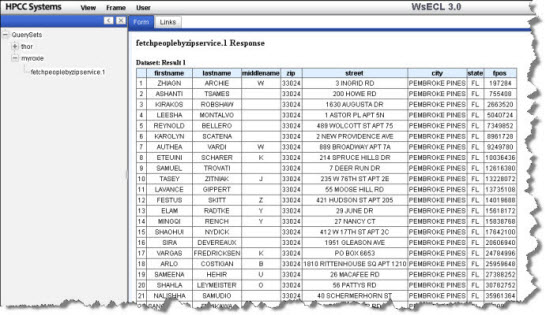 HPCC Systems View Frame User WsECL 3.0
Form Links
QuerySets
thor
myroxie
fetchpeoplebyzipservice.1
fetchpeoplebyzipservice.1 Response
Dataset: Result 1
firstname lastname middlename zip street city state fpos
1 ZHIAGN ARCHIE W 33024 3 INGRID RD PEMBROKE PINES FL 197284
2 ASHANTI TSAMES 33024 200 HOWE RD PEMBROKE PINES FL 755408
3 KIRAKOS ROBSHAW 33024 1630 AUGUSTA DR PEMBROKE PINES FL 2663520
4 LEESHA MONTALVO 33024 1 ASTOR PL APT 5N PEMBROKE PINES FL 5040724
5 REYNOLD BELLERO 33024 489 WOLCOTT ST APT 75 PEMBROKE PINES FL 7349852
6 KAROLYN SCATENA 33024 2 NEW PROVIDENCE AVE PEMBROKE PINES FL 8961728
7 AUTHEA VARDI W 33024 889 BROADWAY APT 7A PEMBROKE PINES FL 9249780
8 ETEUINI SCHARER K 33024 214 SPRUCE HILLS DR PEMBROKE PINES FL 10036436
9 SAMUEL TROVATI 33024 7 DEER RUN DR PEMBROKE PINES FL 12616380
10 TASEY ZITNIAK J 33024 235 W 76TH ST APT 2E PEMBROKE PINES FL 13228072
11 LAVANCE GIPPERT 33024 55 MOOSE HILL RD PEMBROKE PINES FL 13735108
12 FESTUS SKITT Z 33024 421 HUDSON ST APT 205 PEMBROKE PINES FL 14019688
13 ELAM RADTKE Y 33024 29 JUNE DR PEMBROKE PINES FL 15618172
14 MINGQI RENCH Y 33024 27 NANCY CT PEMBROKE PINES FL 15838768
15 SHAOHUI NYDICK 33024 412 W 17TH ST APT 2C PEMBROKE PINES FL 17642100
16 SIRA DEVEREAUX 33024 1951 GLEASON AVE PEMBROKE PINES FL 20606840
17 VARGAS FREDRICKSEN K 33024 PO BOX 6653 PEMBROKE PINES FL 24794996
18 ARLO COSTIGAN B 33024 1810 RITTENHOUSE SQ APT 1210 PEMBROKE PINES FL 25959648
19 SAMEENA HEHIR U 33024 26 MACAFEE RD PEMBROKE PINES FL 27388252
20 SHAHLA LEYMEISTER O 33024 56 PATTYS RD PEMBROKE PINES FL 30782752
21 NALISHHA SAMUDIO 33024 40 SCHERMERHORN ST PEMBROKE PINES FL 35961364